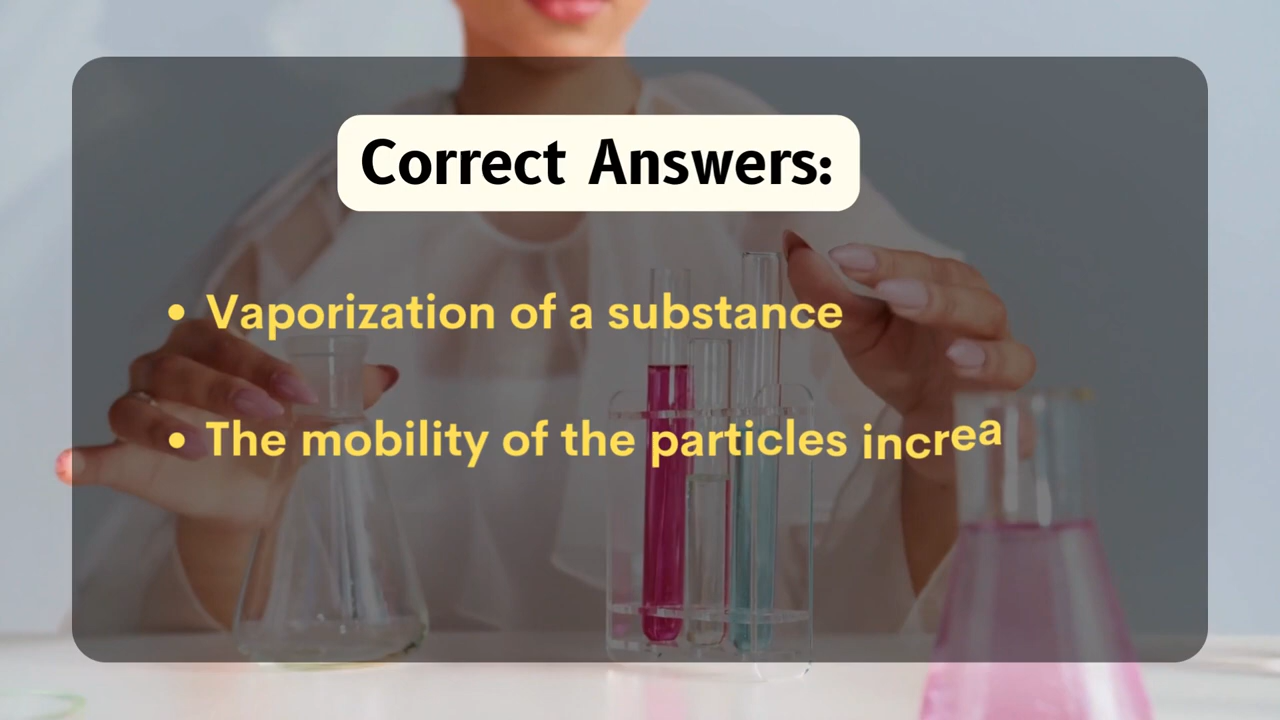 Correct Answers:
• Vaporization of a substance
• The mobility of the particles increa